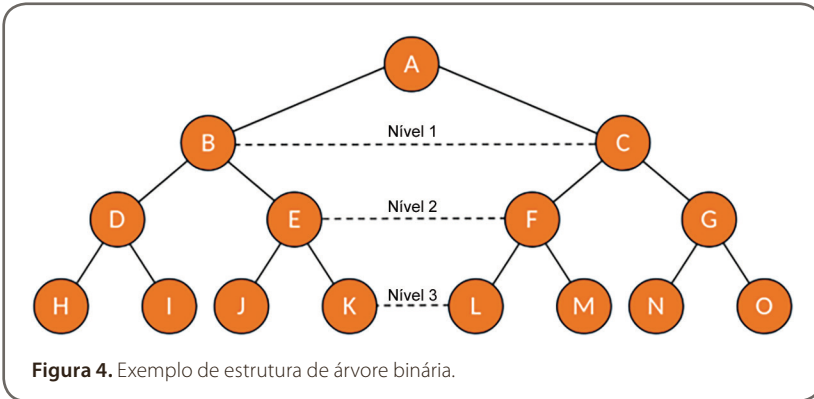 A
B Nível 1 C
D E Nível 2 F G
H I J K Nível 3 L M N O
Figura 4. Exemplo de estrutura de árvore binária.